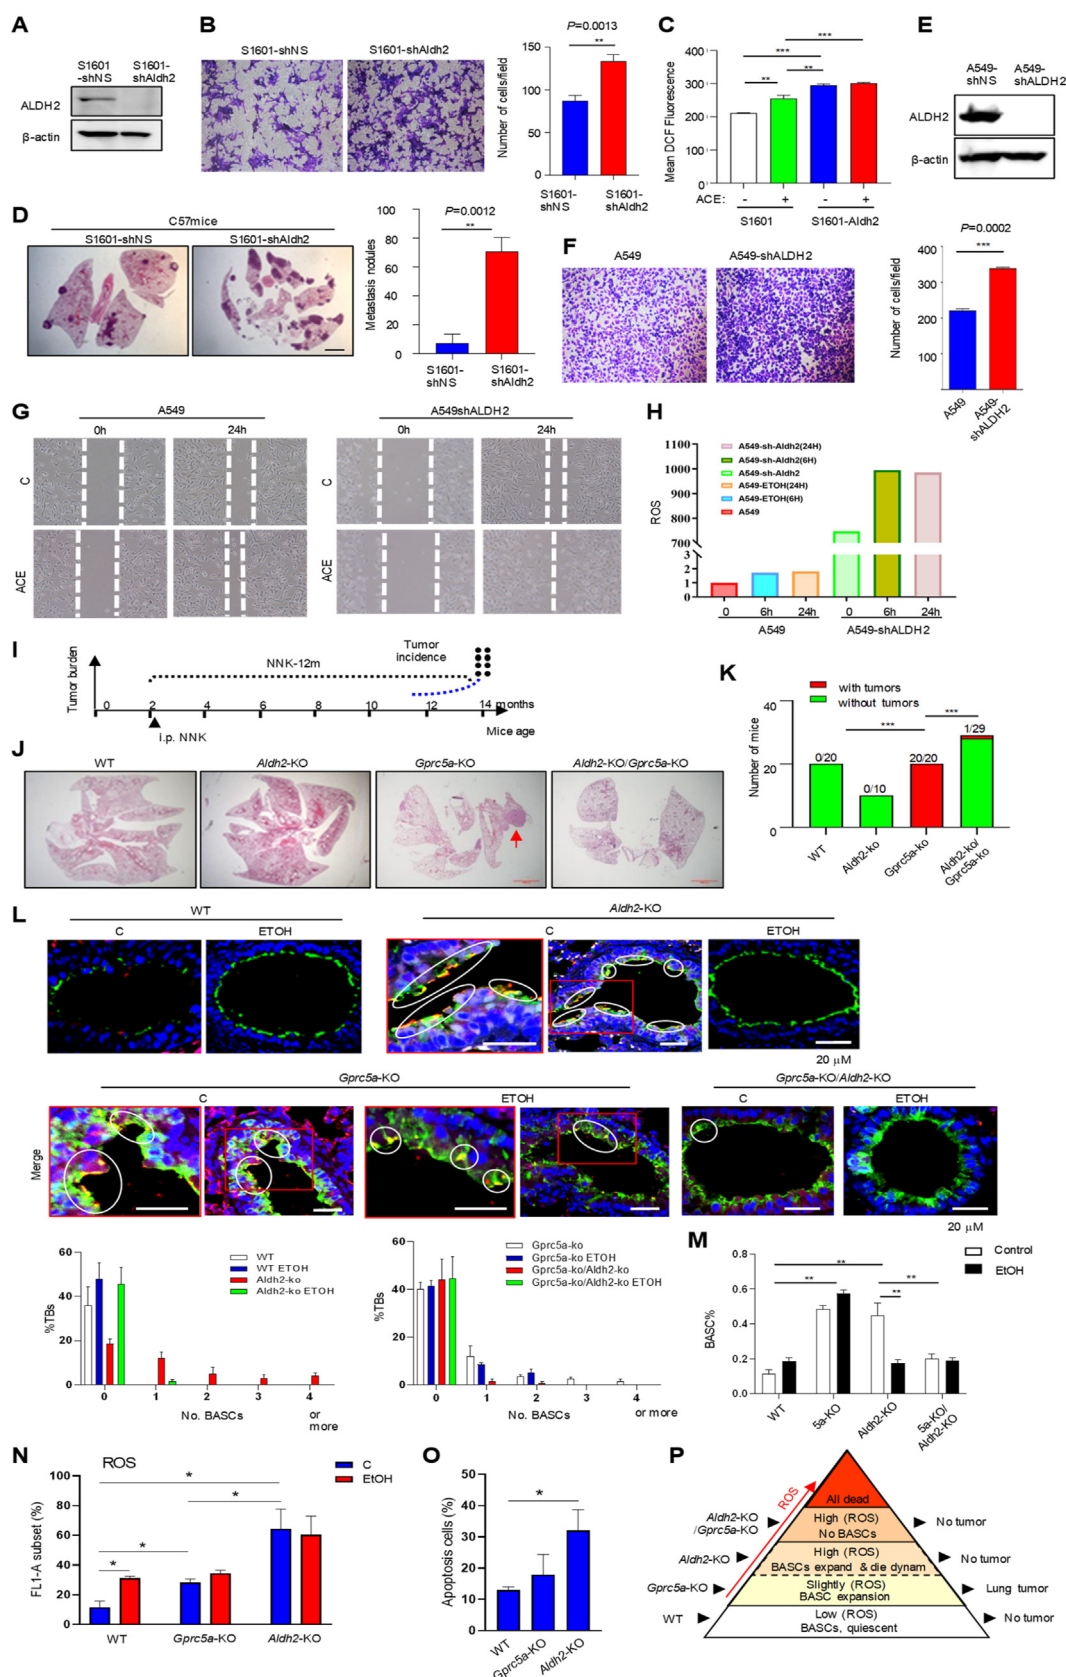 A
S1601
-shNS
S1601-
shAldh2
ALDH2
β-actin
B
S1601-shNS
S1601-shAldh2
P=0.0013
**
Number of cells/field
150
100
50
0
S1601-
shNS
S1601-
shAldh2
C
Mean DCF Fluorescence
400
300
200
100
0
***
***
**
**
ACE:
-
+
-
+
S1601
S1601-Aldh2
E
A549-
shNS
A549-
shALDH2
ALDH2
β-actin
D
C57mice
S1601-shNS
S1601-shAldh2
P=0.0012
**
Metastasis nodules
100
80
60
40
20
0
S1601-
shNS
S1601-
shAldh2
F
A549
A549-shALDH2
P=0.0002
***
Number of cells/field
400
300
200
100
A549
A549-
shALDH2
G
A549
A549shALDH2
0h
24h
0h
24h
C
ACE
C
ACE
H
ROS
1100
1000
900
800
700
3
2
1
0
A549-sh-Aldh2(24H)
A549-sh-Aldh2(6H)
A549-sh-Aldh2
A549-ETOH(24H)
A549-ETOH(6H)
A549
0
6h
24h
0
6h
24h
A549
A549-shALDH2
I
Tumor burden
NNK-12m
Tumor
incidence
0
2
4
6
8
10
12
14
months
i.p. NNK
Mice age
K
with tumors
without tumors
Number of mice
40
20
0
0/20
0/10
20/20
1/29
***
***
WT
Aldh2-ko
Gprc5a-ko
Aldh2-ko/
Gprc5a-ko
J
WT
Aldh2-KO
Gprc5a-KO
Aldh2-KO/Gprc5a-KO
L
WT
Aldh2-KO
C
ETOH
C
ETOH
20 μM
Gprc5a-KO
Gprc5a-KO/Aldh2-KO
C
ETOH
C
ETOH
Merge
20 μM
%TBs
60
40
20
0
WT
WT ETOH
Aldh2-ko
Aldh2-ko ETOH
0
1
2
3
4
or
more
No. BASCs
%TBs
60
40
20
0
Gprc5a-ko
Gprc5a-ko ETOH
Gprc5a-ko/Aldh2-ko
Gprc5a-ko/Aldh2-ko ETOH
0
1
2
3
4
or more
No. BASCs
M
Control
EtOH
BASC%
0.8
0.6
0.4
0.2
0.0
**
**
**
**
WT
5a-KO
Aldh2-KO
5a-KO/
Aldh2-KO
N
ROS
C
EtOH
FL1-A subset (%)
100
80
60
40
20
0
*
*
*
*
WT
Gprc5a-KO
Aldh2-KO
O
Apoptosis cells (%)
50
40
30
20
10
0
*
WT
Gprc5a-KO
Aldh2-KO
P
ROS
All dead
Aldh2-KO
/Gprc5a-KO
High (ROS)
No BASCs
No tumor
Aldh2-KO
High (ROS)
BASCs expand & die dynam
No tumor
Gprc5a-KO
Slightly (ROS)
BASC expansion
Lung tumor
WT
Low (ROS)
BASCs, quiescent
No tumor